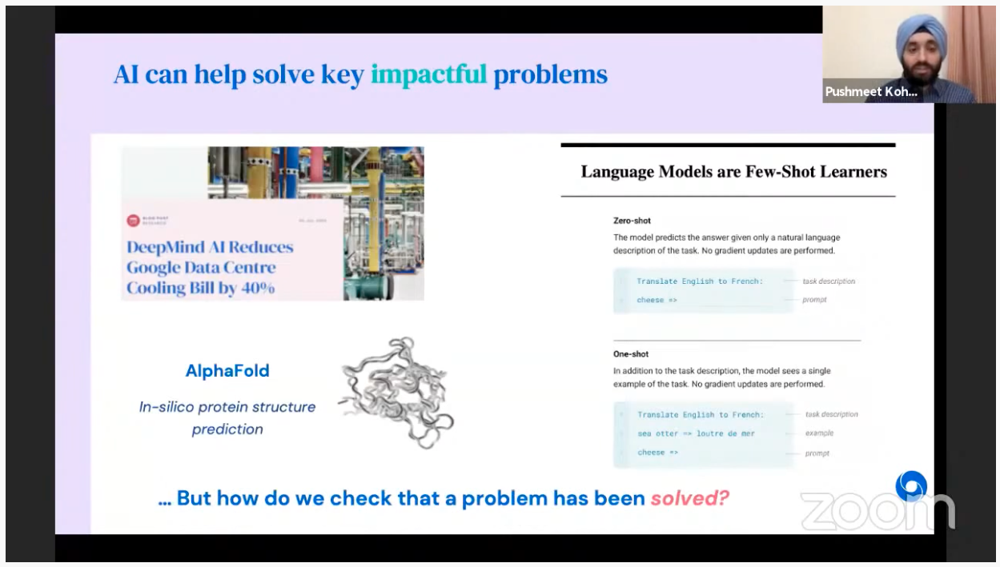 AI can help solve key impactful problems
Pushmeet Koh...
BLOG POST
RESEARCH
DeepMind AI Reduces
Google Data Centre
Cooling Bill by 40%
AlphaFold
In-silico protein structure
prediction
Language Models are Few-Shot Learners
Zero-shot
The model predicts the answer given only a natural language
description of the task. No gradient updates are performed.
Translate English to French: task description
cheese => prompt
One-shot
In addition to the task description, the model sees a single
example of the task. No gradient updates are performed.
Translate English to French: task description
sea otter => loutre de mer example
cheese => prompt
... But how do we check that a problem has been solved?
zoom